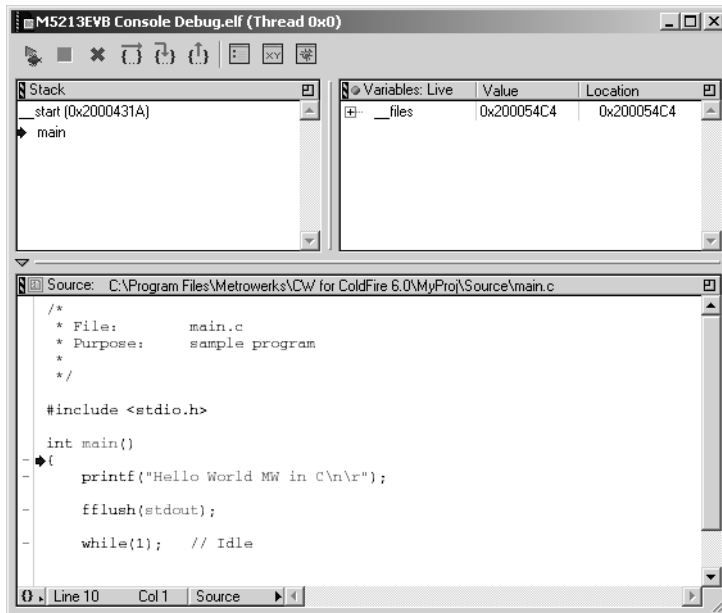 M5213EVB Console Debug.elf (Thread 0x0)
Stack
__start (0x2000431A)
main
Variables: Live Value Location
__files 0x200054C4 0x200054C4
Source: C:\Program Files\Metrowerks\CW for ColdFire 6.0\MyProj\Source\main.c
/*
* File: main.c
* Purpose: sample program
*
*/
#include <stdio.h>
int main()
{
printf("Hello World MW in C\n\r");
fflush(stdout);
while(1); // Idle
Line 10 Col 1 Source